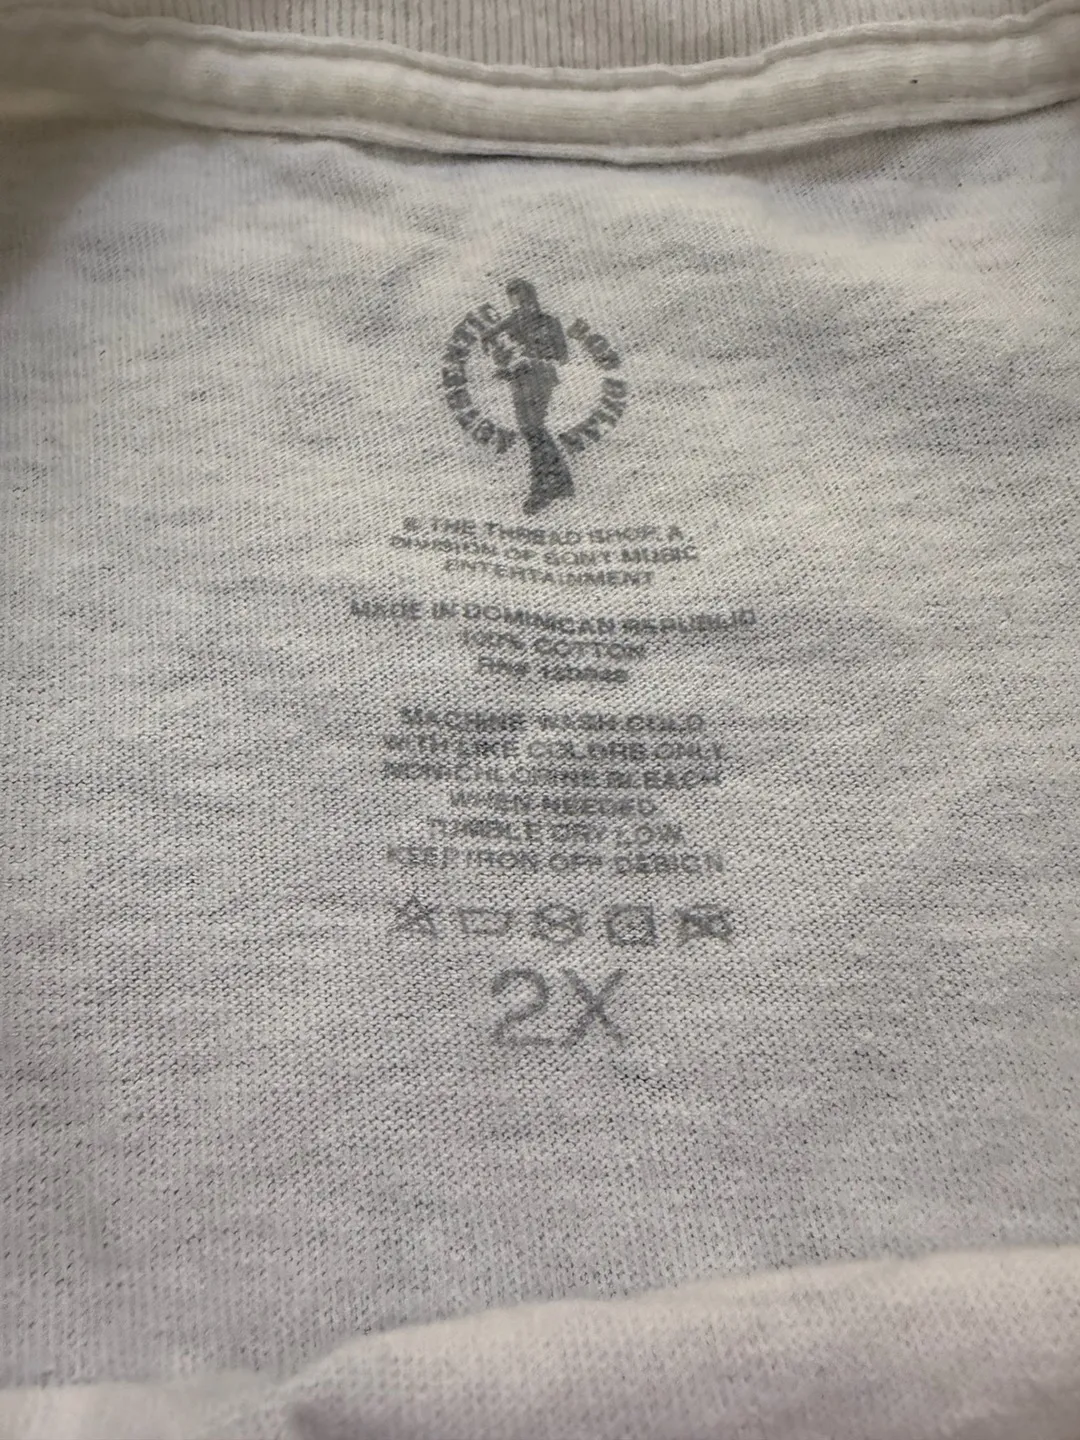 AUTHENTIC BOB DYLAN
© THE THREAD SHOP, A
DIVISION OF SONY MUSIC
ENTERTAINMENT
MADE IN DOMINICAN REPUBLIC
100% COTTON
RN#
MACHINE WASH COLD
WITH LIKE COLORS ONLY
NON-CHLORINE BLEACH
WHEN NEEDED
TUMBLE DRY LOW
KEEP IRON OFF DESIGN
2X